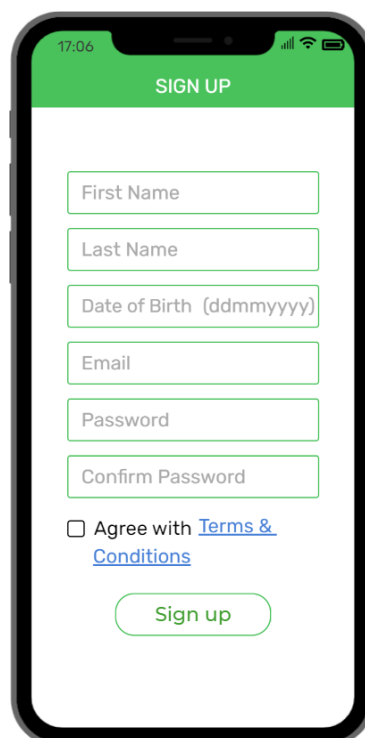 17:06
SIGN UP
First Name
Last Name
Date of Birth (ddmmyyyy)
Email
Password
Confirm Password
Agree with Terms &
Conditions
Sign up